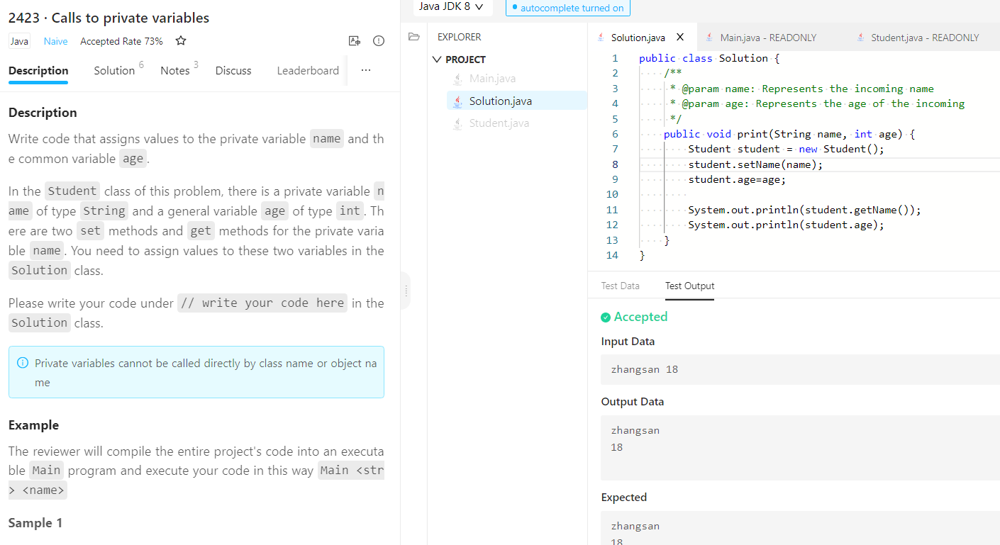 2423 · Calls to private variables
Java Naive Accepted Rate 73%
Description Solution 6 Notes 3 Discuss Leaderboard ...
Description
Write code that assigns values to the private variable name and th
e common variable age.
In the Student class of this problem, there is a private variable n
ame of type String and a general variable age of type int. Th
ere are two set methods and get methods for the private varia
ble name. You need to assign values to these two variables in the
Solution class.
Please write your code under // write your code here in the
Solution class.
Private variables cannot be called directly by class name or object na
me
Example
The reviewer will compile the entire project's code into an executa
ble Main program and execute your code in this way Main <str
> <name>
Sample 1
Java JDK 8
autocomplete turned on
EXPLORER
PROJECT
Main.java
Solution.java
Student.java
Solution.java X Main.java - READONLY Student.java - READONLY
1 public class Solution {
2 /**
3 * @param name: Represents the incoming name
4 * @param age: Represents the age of the incoming
5 */
6 public void print(String name, int age) {
7 Student student = new Student();
8 student.setName(name);
9 student.age=age;
10
11 System.out.println(student.getName());
12 System.out.println(student.age);
13 }
14 }
Test Data Test Output
Accepted
Input Data
zhangsan 18
Output Data
zhangsan
18
Expected
zhangsan
18